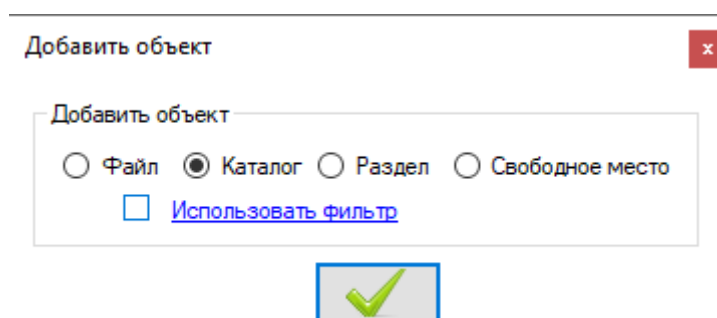 Добавить объект
x
Добавить объект
Файл Каталог Раздел Свободное место
Использовать фильтр